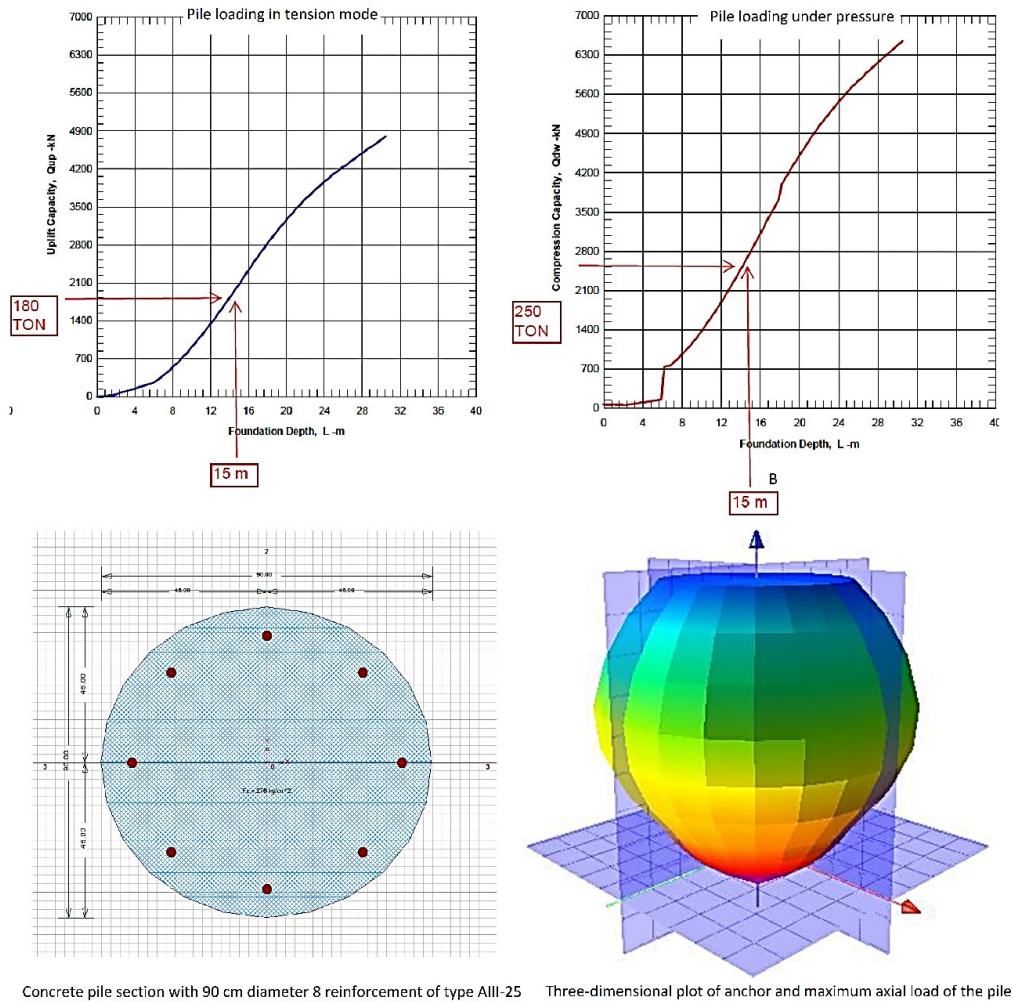 Pile loading in tension mode
7000
6300
5600
4900
4200
3500
2800
2100
1400
700
0
Uplift Capacity, Qup -kN
0 4 8 12 16 20 24 28 32 36 40
Foundation Depth, L -m
180
TON
15 m
Pile loading under pressure
7000
6300
5600
4900
4200
3500
2800
2100
1400
700
0
Compression Capacity, Qdw -kN
0 4 8 12 16 20 24 28 32 36
Foundation Depth, L -m
250
TON
B
15 m
2
90.00
45.00 45.00
45.00
90.00
45.00
3 3
Concrete pile section with 90 cm diameter 8 reinforcement of type AIII-25
Three-dimensional plot of anchor and maximum axial load of the pile